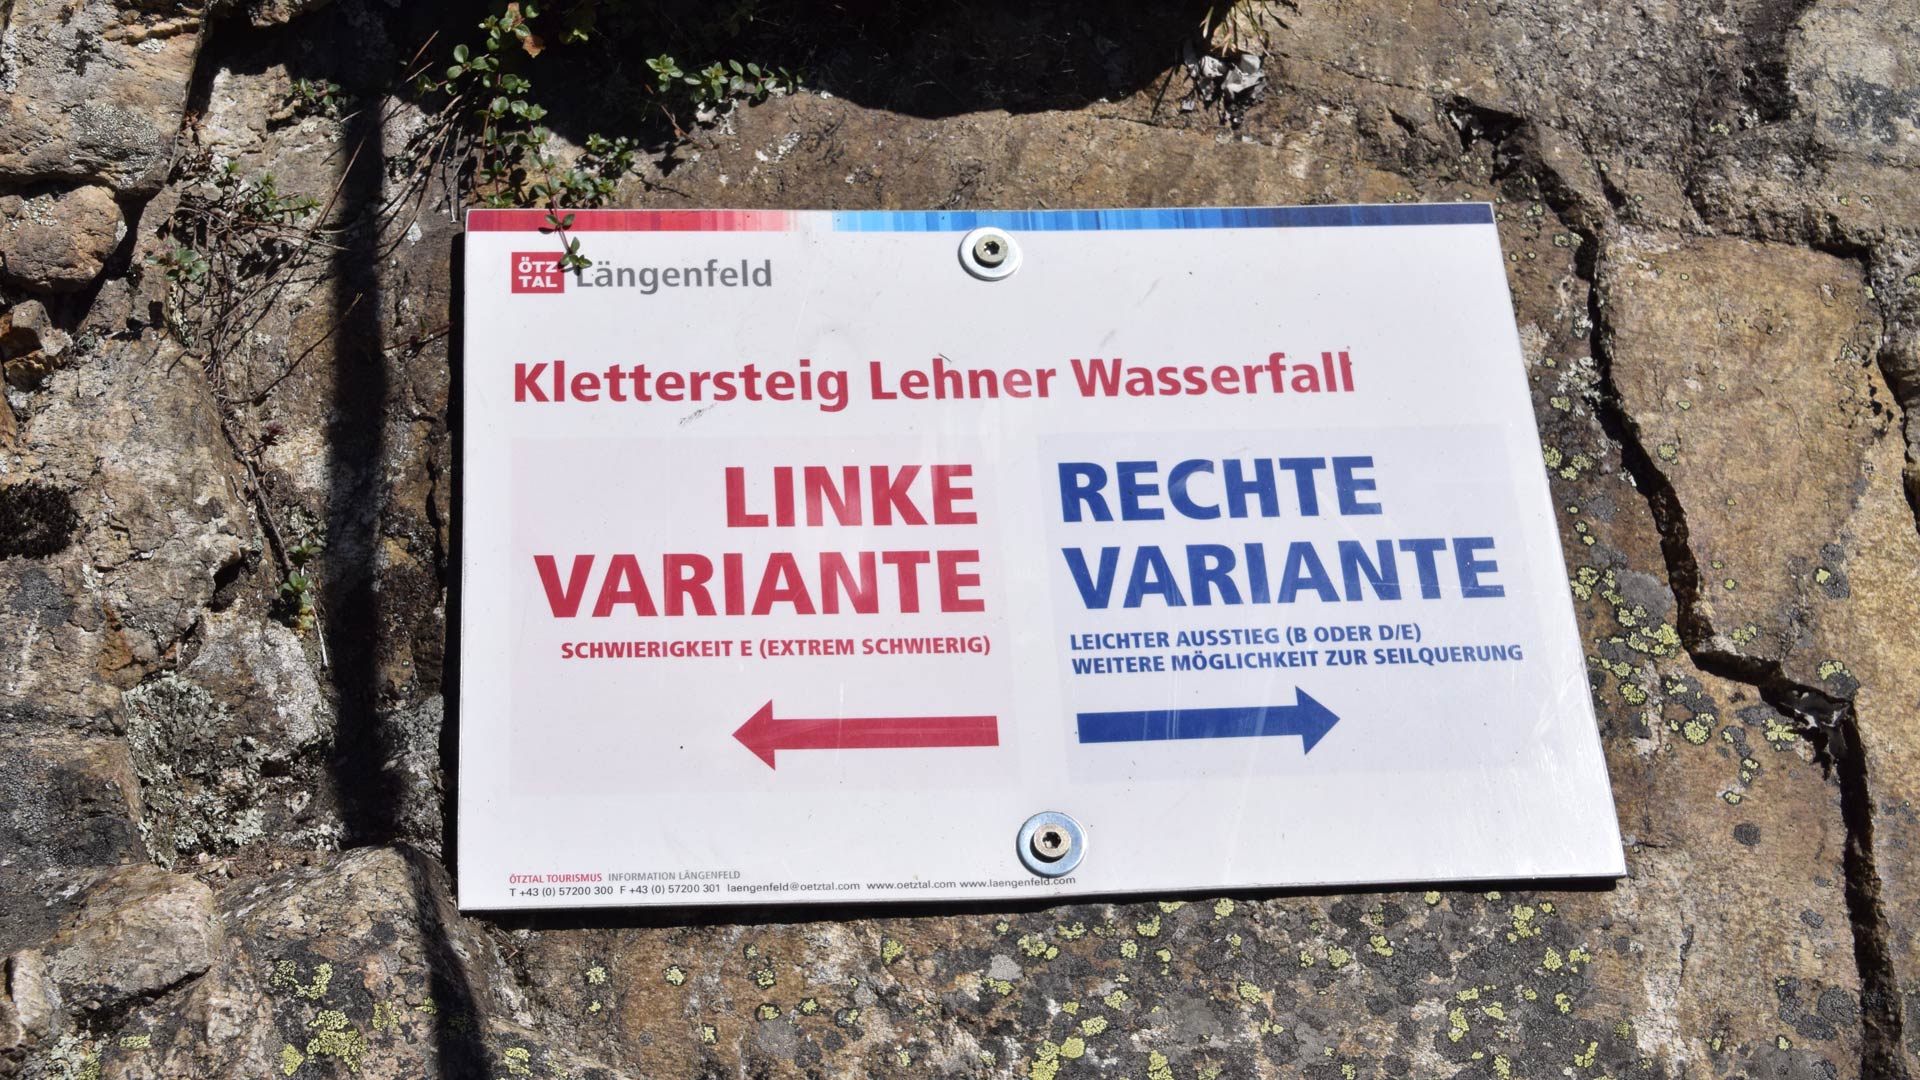 ÖTZ
TAL
Längenfeld
Klettersteig Lehner Wasserfall
LINKE
VARIANTE
SCHWIERIGKEIT E (EXTREM SCHWIERIG)
RECHTE
VARIANTE
LEICHTER AUSSTIEG (B ODER D/E)
WEITERE MÖGLICHKEIT ZUR SEILQUERUNG
ÖTZTAL TOURISMUS INFORMATION LÄNGENFELD
T +43 (0) 57200 300 F +43 (0) 57200 301 laengenfeld@oetztal.com www.oetztal.com www.laengenfeld.com